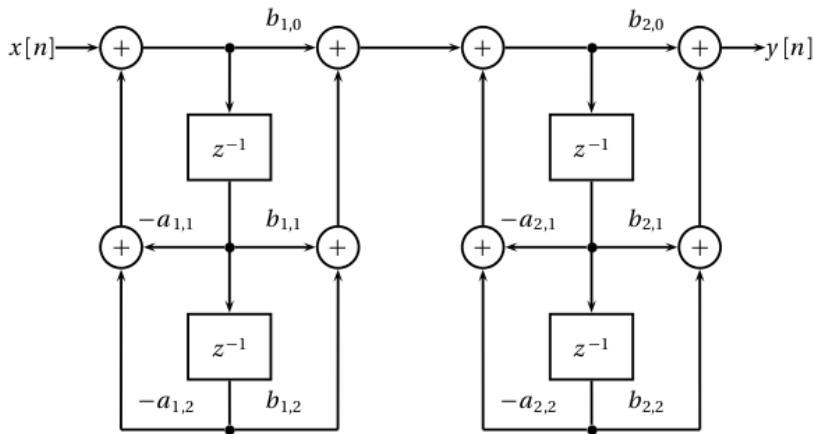 b1,0 b2,0
x[n] + + + + y[n]
z−1 z−1
−a1,1 b1,1 −a2,1 b2,1
+ + + +
z−1 z−1
−a1,2 b1,2 −a2,2 b2,2